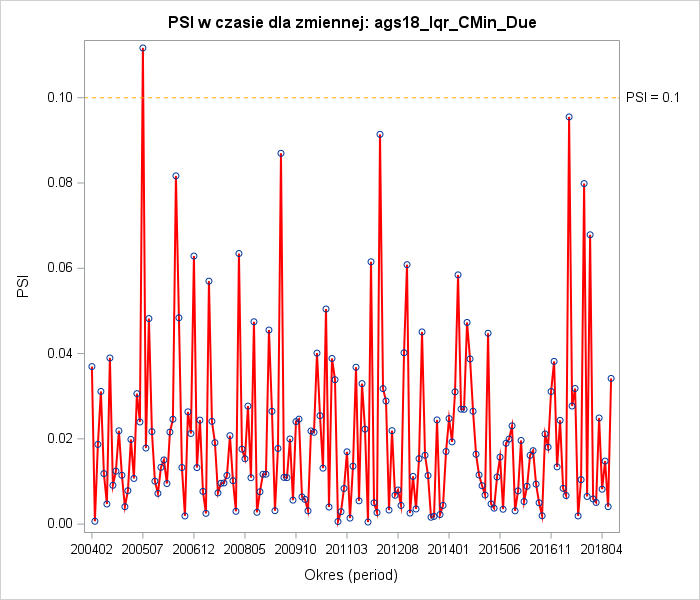 PSI w czasie dla zmiennej: ags18_Iqr_CMin_Due
0.10
PSI = 0.1
0.08
0.06
PSI
0.04
0.02
0.00
200402 200507 200612 200805 200910 201103 201208 201401 201506 201611 201804
Okres (period)